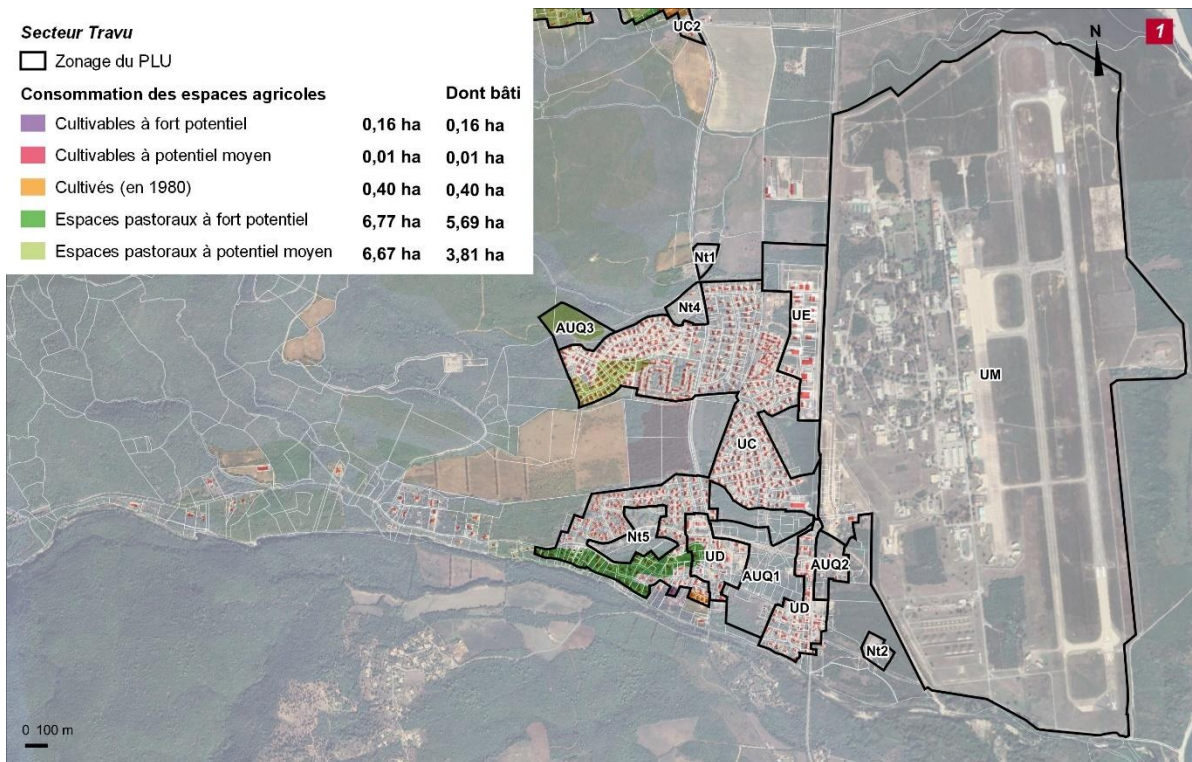 Secteur Travu
Zonage du PLU
Consommation des espaces agricoles Dont bâti
Cultivables à fort potentiel 0,16 ha 0,16 ha
Cultivables à potentiel moyen 0,01 ha 0,01 ha
Cultivés (en 1980) 0,40 ha 0,40 ha
Espaces pastoraux à fort potentiel 6,77 ha 5,69 ha
Espaces pastoraux à potentiel moyen 6,67 ha 3,81 ha
UC2
N
1
Nt1
Nt4
UE
AUQ3
UM
UC
Nt5
UD
AUQ1
AUQ2
UD
Nt2
0 100 m